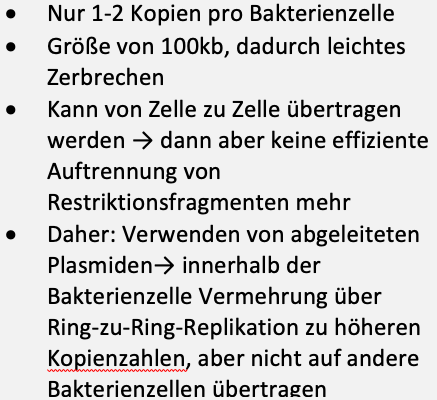 • Nur 1-2 Kopien pro Bakterienzelle
• Größe von 100kb, dadurch leichtes
Zerbrechen
• Kann von Zelle zu Zelle übertragen
werden → dann aber keine effiziente
Auftrennung von
Restriktionsfragmenten mehr
• Daher: Verwenden von abgeleiteten
Plasmiden→ innerhalb der
Bakterienzelle Vermehrung über
Ring-zu-Ring-Replikation zu höheren
Kopienzahlen, aber nicht auf andere
Bakterienzellen übertragen